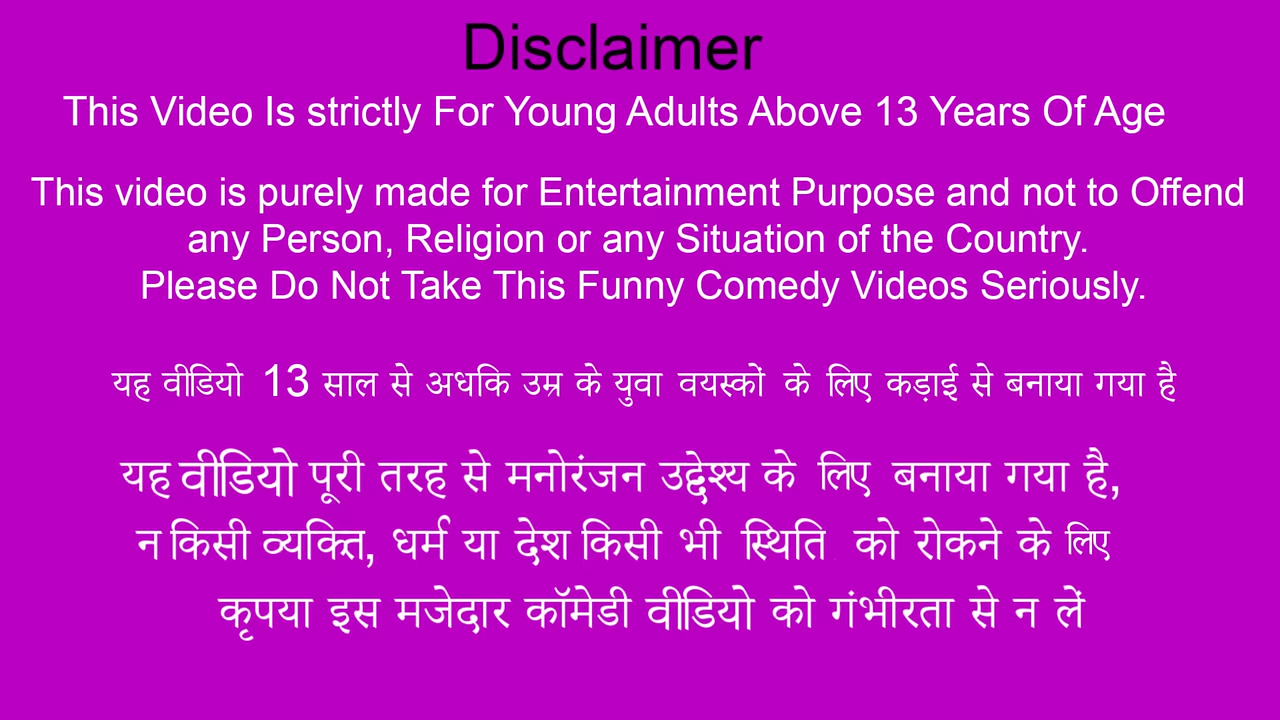 Disclaimer
This Video Is strictly For Young Adults Above 13 Years Of Age
This video is purely made for Entertainment Purpose and not to Offend
any Person, Religion or any Situation of the Country.
Please Do Not Take This Funny Comedy Videos Seriously.
यह वीडियो 13 साल से अधकि उम्र के युवा वयस्कों के लिए कड़ाई से बनाया गया है
यह वीडियो पूरी तरह से मनोरंजन उद्देश्य के लिए बनाया गया है,
न किसी व्यक्ति, धर्म या देश किसी भी स्थिति को रोकने के लिए
कृपया इस मजेदार कॉमेडी वीडियो को गंभीरता से न लें